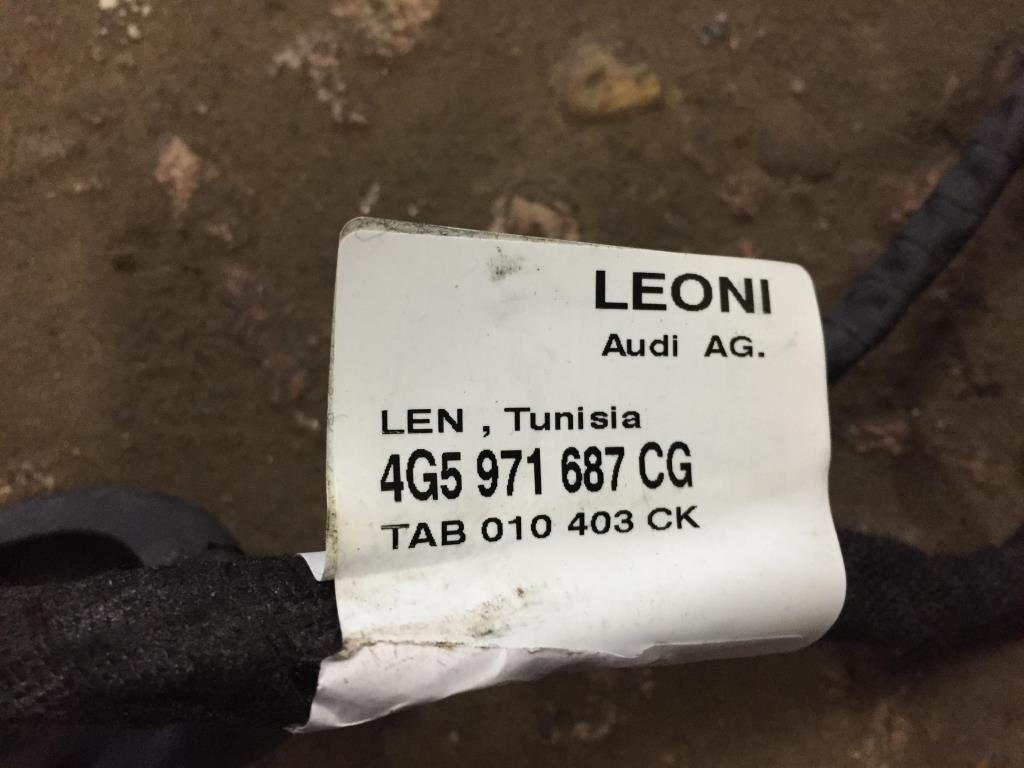 LEONI
Audi AG.
LEN , Tunisia
4G5 971 687 CG
TAB 010 403 CK